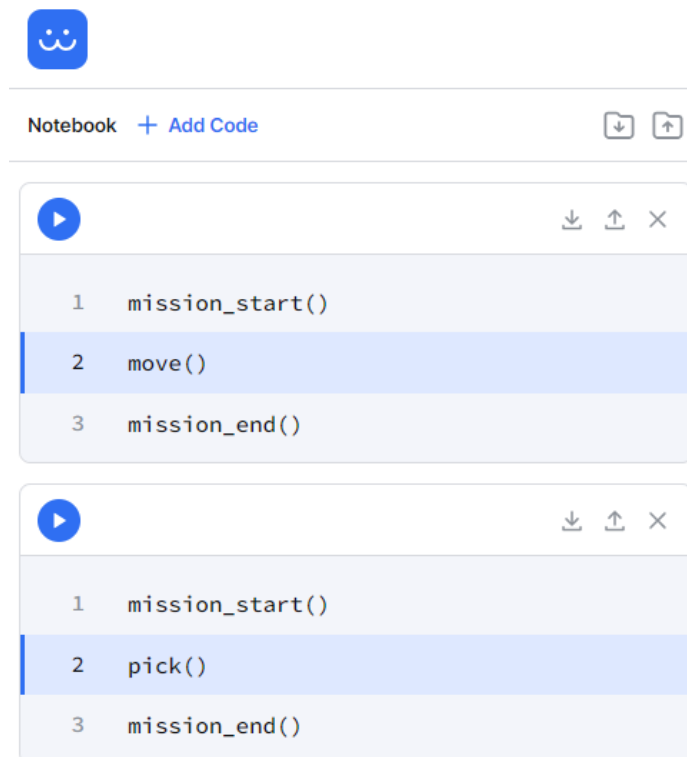 Notebook + Add Code
1 mission_start()
2 move()
3 mission_end()
1 mission_start()
2 pick()
3 mission_end()